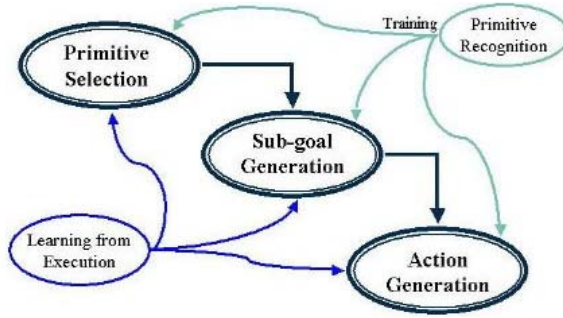 Training
Primitive
Recognition
Primitive
Selection
Sub-goal
Generation
Learning from
Execution
Action
Generation